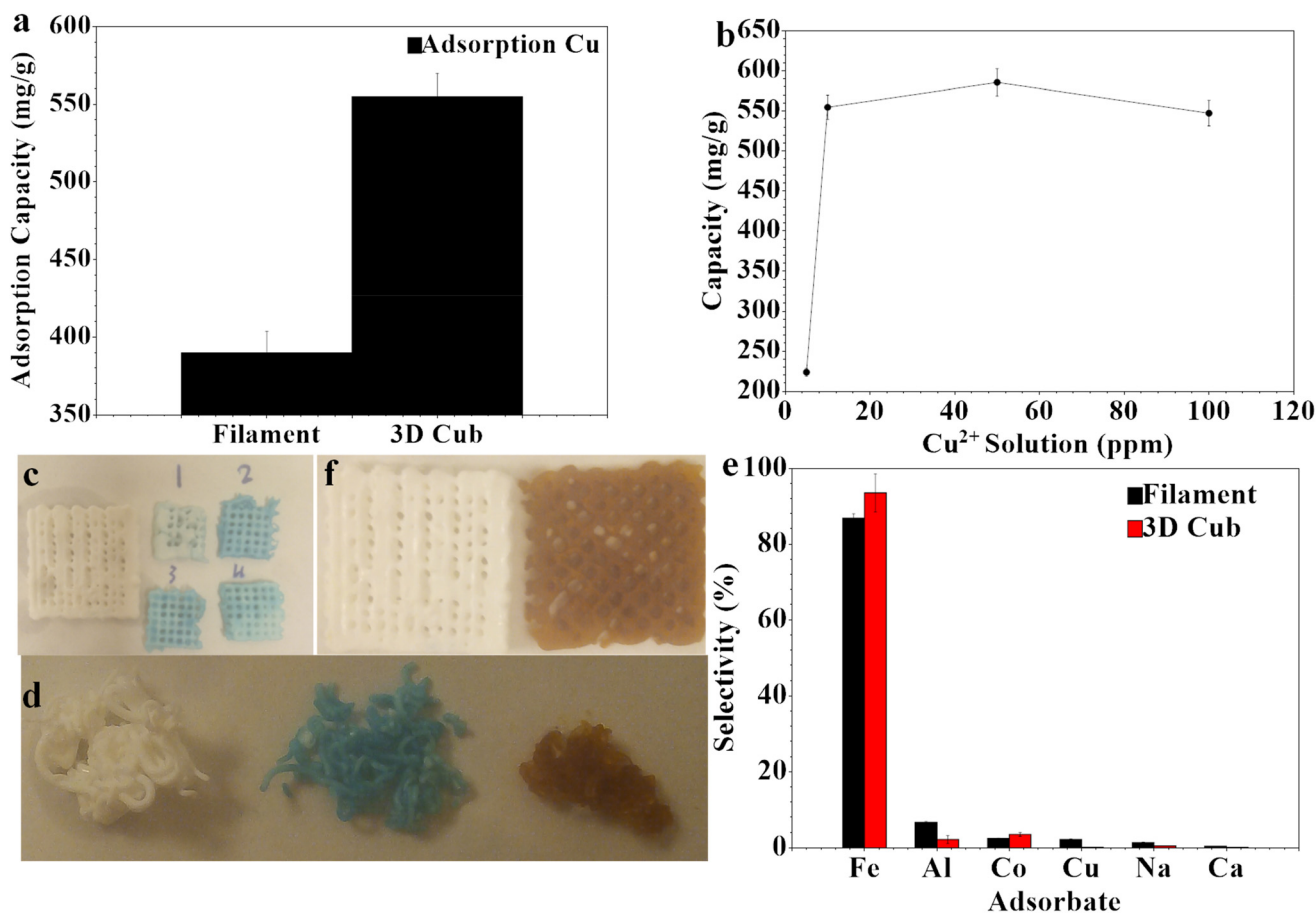 a
Adsorption Capacity (mg/g)
600
550
500
450
400
350
Adsorption Cu
Filament
3D Cub
b
Capacity (mg/g)
650
600
550
500
450
400
350
300
250
200
0
20
40
60
80
100
120
Cu²⁺ Solution (ppm)
c
1
2
3
4
f
d
e
Selectivity (%)
100
80
60
40
20
0
Filament
3D Cub
Fe
Al
Co
Cu
Na
Ca
Adsorbate